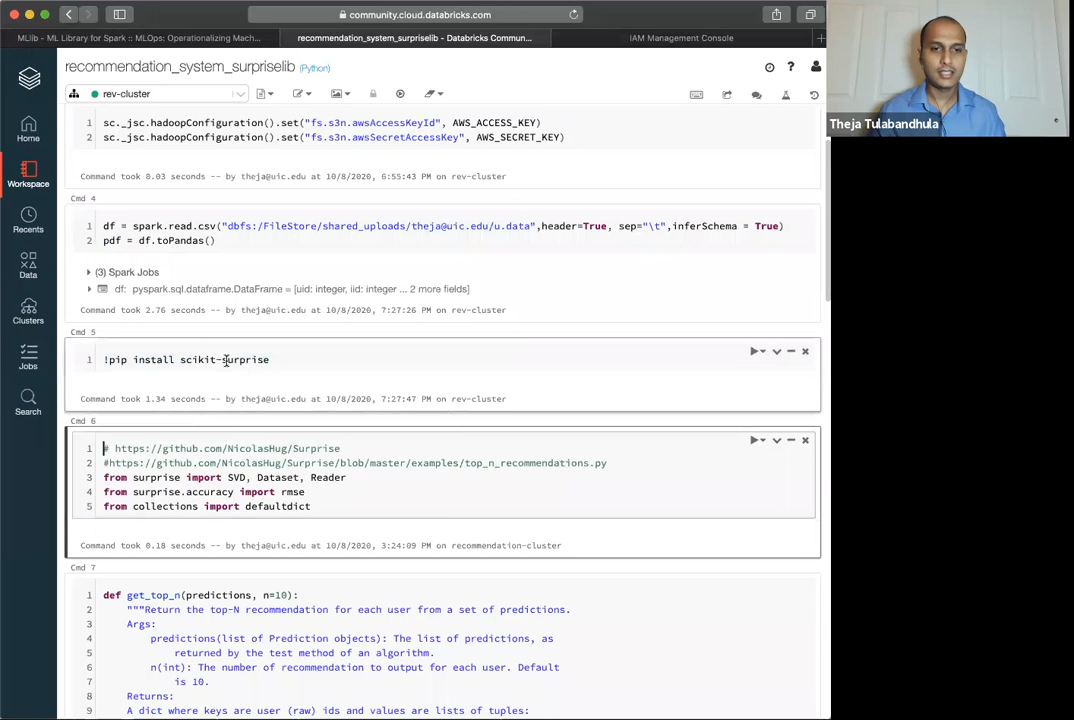 community.cloud.databricks.com
MLlib - ML Library for Spark :: MLOps: Operationalizing Mach...
recommendation_system_surpriselib - Databricks Commun...
IAM Management Console
recommendation_system_surpriselib (Python)
rev-cluster
Theja Tulabandhula
Home
Workspace
Recents
Data
Clusters
Jobs
Search
sc._jsc.hadoopConfiguration().set("fs.s3n.awsAccessKeyId", AWS_ACCESS_KEY)
1
sc._jsc.hadoopConfiguration().set("fs.s3n.awsSecretAccessKey", AWS_SECRET_KEY)
2
Command took 0.03 seconds -- by theja@uic.edu at 10/8/2020, 6:55:43 PM on rev-cluster
Cmd 4
1 df = spark.read.csv("dbfs:/FileStore/shared_uploads/theja@uic.edu/u.data",header=True, sep="\t",inferSchema = True)
2 pdf = df.toPandas()
(3) Spark Jobs
df: pyspark.sql.dataframe.DataFrame = [uid: integer, iid: integer ... 2 more fields]
Command took 2.76 seconds -- by theja@uic.edu at 10/8/2020, 7:27:26 PM on rev-cluster
Cmd 5
1 !pip install scikit-surprise
Command took 1.34 seconds -- by theja@uic.edu at 10/8/2020, 7:27:47 PM on rev-cluster
Cmd 6
1 # https://github.com/NicolasHug/Surprise
2 #https://github.com/NicolasHug/Surprise/blob/master/examples/top_n_recommendations.py
3 from surprise import SVD, Dataset, Reader
4 from surprise.accuracy import rmse
5 from collections import defaultdict
Command took 0.18 seconds -- by theja@uic.edu at 10/8/2020, 3:24:09 PM on recommendation-cluster
Cmd 7
1 def get_top_n(predictions, n=10):
2 """Return the top-N recommendation for each user from a set of predictions.
3 Args:
4 predictions(list of Prediction objects): The list of predictions, as
5 returned by the test method of an algorithm.
6 n(int): The number of recommendation to output for each user. Default
7 is 10.
8 Returns:
9 A dict where keys are user (raw) ids and values are lists of tuples: